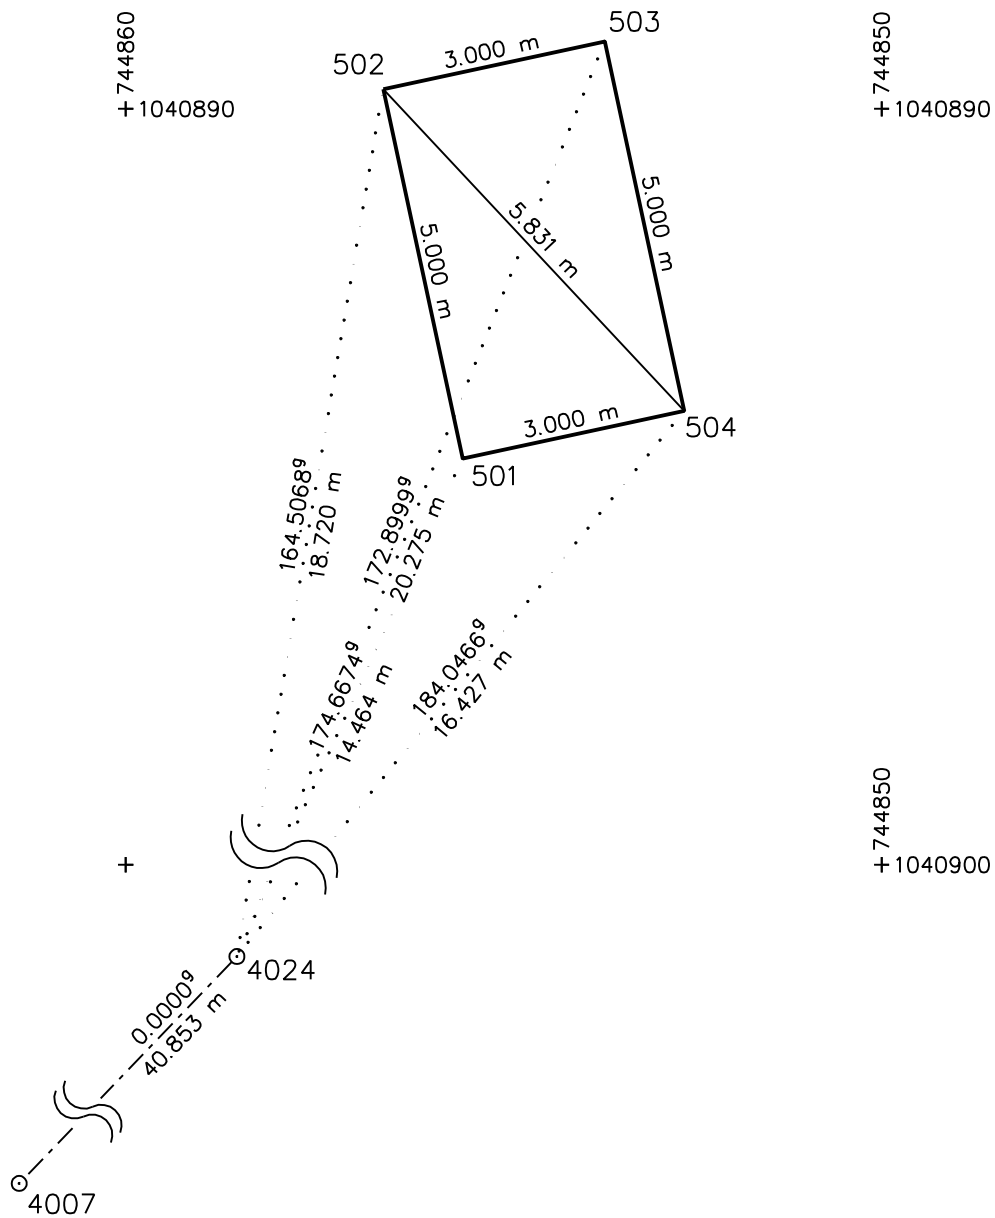 744860
+1040890
744850
+1040890
502
503
3.000 m
5.000 m
5.831 m
5.000 m
3.000 m
504
501
164.5068g
18.720 m
172.8999g
20.275 m
174.6674g
14.464 m
184.0466g
16.427 m
744850
+1040900
+
4024
0.0000g
40.853 m
4007